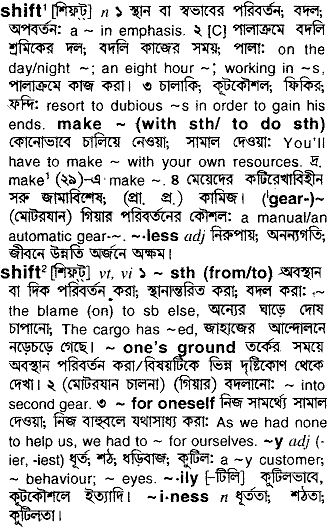 shift¹ [শিফ্‌ট্] n ১ স্থান বা স্বভাবের পরিবর্তন; বদল;
অপবর্তন: a ~ in emphasis. ২ [C] পালাক্রমে বদলি
শ্রমিকের দল; বদলি কাজের সময়; পালা: on the
day/night ~; an eight hour ~; working in ~s,
পালাক্রমে কাজ করা। ৩ চালাকি; কূটকৌশল; ফিকির;
ফন্দি: resort to dubious ~s in order to gain his
ends. make ~ (with sth/ to do sth)
কোনোভাবে চালিয়ে নেওয়া; সামাল দেওয়া: You'll
have to make ~ with your own resources. দ্র.
make¹ (২৯)-এ make ~. ৪ মেয়েদের কটিরেখাবিহীন
সরু জামাবিশেষ; (প্রা. প্র.) কামিজ। ('gear-)~
(মোটরযান) গিয়ার পরিবর্তনের কৌশল: a manual/an
automatic gear-~. ~·less adj নিরুপায়; অনন্যগতি;
জীবনে উন্নতি অর্জনে অক্ষম।
shift² [শিফ্‌ট্] vt, vi ১ ~ sth (from/to) অবস্থান
বা দিক পরিবর্তন করা; স্থানান্তরিত করা; বদল করা: ~
the blame (on) to sb else, অন্যের ঘাড়ে দোষ
চাপানো; The cargo has ~ed, জাহাজের আন্দোলনে
নড়েচড়ে গেছে। ~ one's ground তর্কের সময়ে
অবস্থান পরিবর্তন করা/বিষয়টিকে ভিন্ন দৃষ্টিকোণ থেকে
দেখা। ২ (মোটরযান চালনা) (গিয়ার) বদলানো: ~ into
second gear. ৩ ~ for oneself নিজ সামর্থ্যে সামাল
দেওয়া; নিজ বাহুবলে যথাসাধ্য করা: As we had none
to help us, we had to ~ for ourselves. ~y adj (-
ier, -iest) ধূর্ত; শঠ; ধড়িবাজ; কুটিল: a ~y customer;
~ behaviour; ~ eyes. ~·ily [-টিলি] কুটিলভাবে,
কূটকৌশলে ইত্যাদি। ~·i·ness n ধূর্ততা; শঠতা;
কুটিলতা।